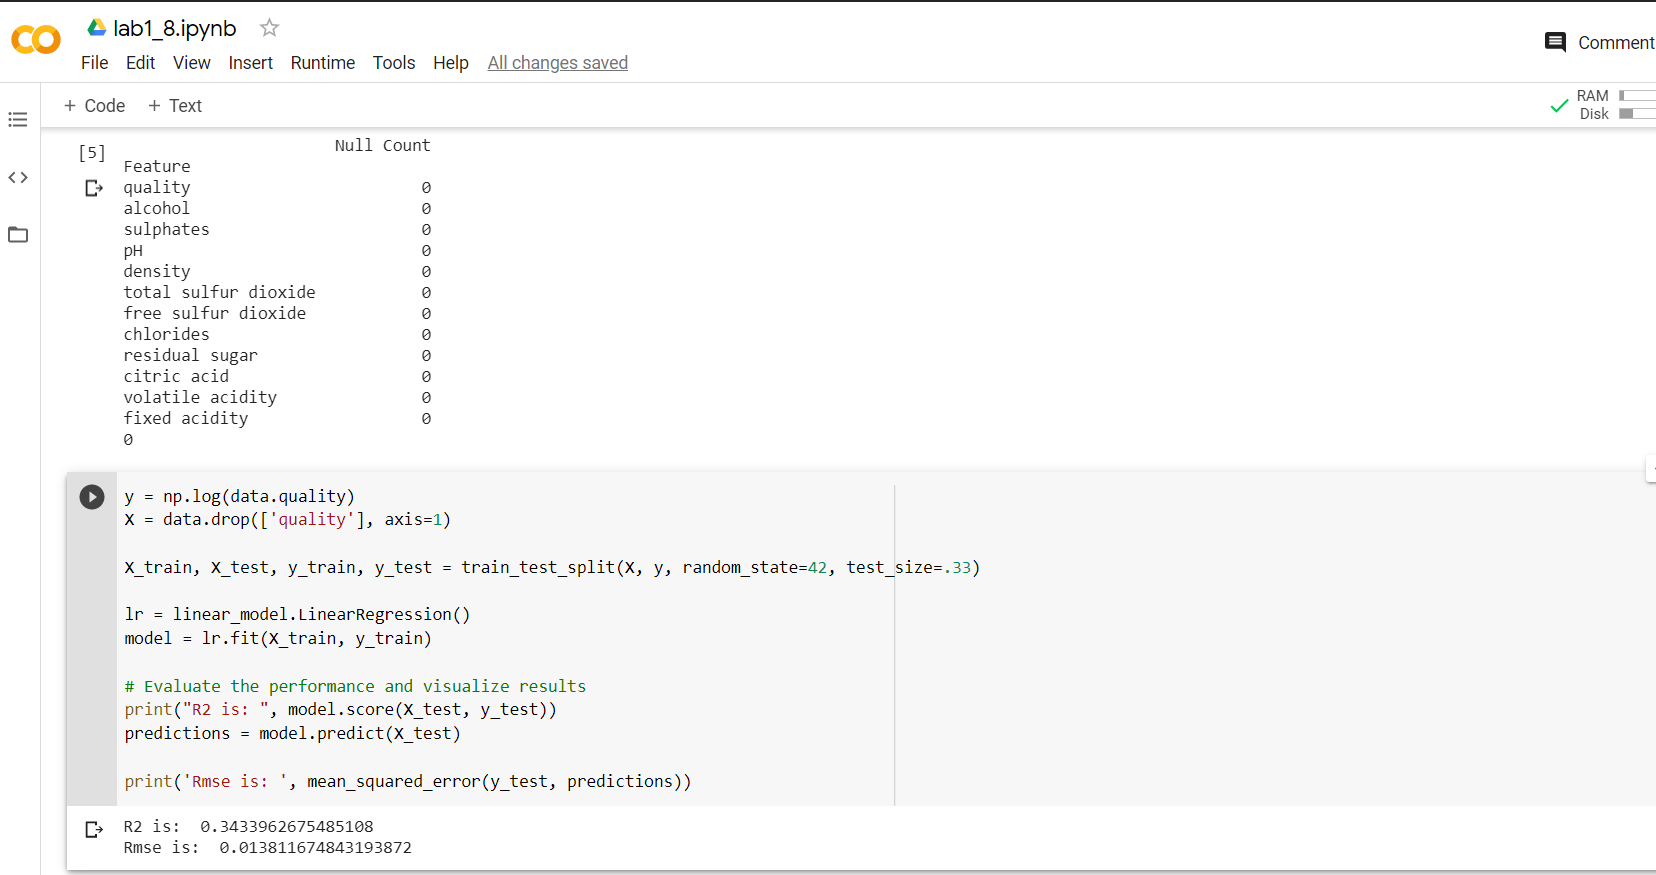 lab1_8.ipynb
File Edit View Insert Runtime Tools Help All changes saved
Comment
+ Code + Text
RAM
Disk
[5]
Null Count
Feature
quality 0
alcohol 0
sulphates 0
pH 0
density 0
total sulfur dioxide 0
free sulfur dioxide 0
chlorides 0
residual sugar 0
citric acid 0
volatile acidity 0
fixed acidity 0
0
y = np.log(data.quality)
X = data.drop(['quality'], axis=1)
X_train, X_test, y_train, y_test = train_test_split(X, y, random_state=42, test_size=.33)
lr = linear_model.LinearRegression()
model = lr.fit(X_train, y_train)
# Evaluate the performance and visualize results
print("R2 is: ", model.score(X_test, y_test))
predictions = model.predict(X_test)
print('Rmse is: ', mean_squared_error(y_test, predictions))
R2 is:  0.3433962675485108
Rmse is:  0.013811674843193872